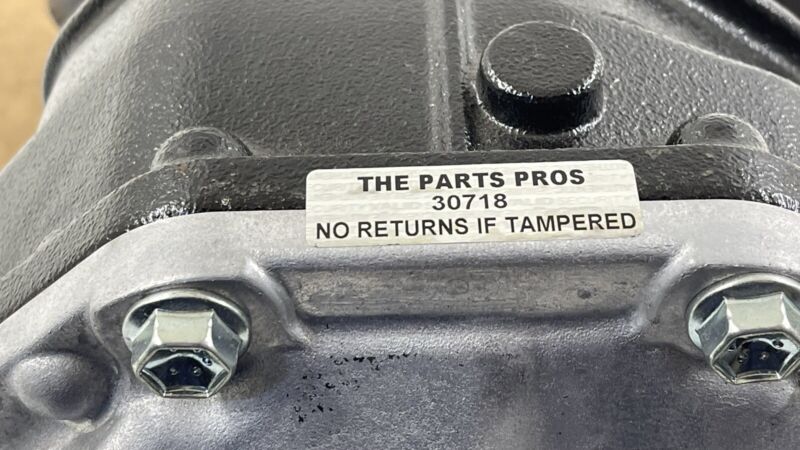 THE PARTS PROS
30718
NO RETURNS IF TAMPERED